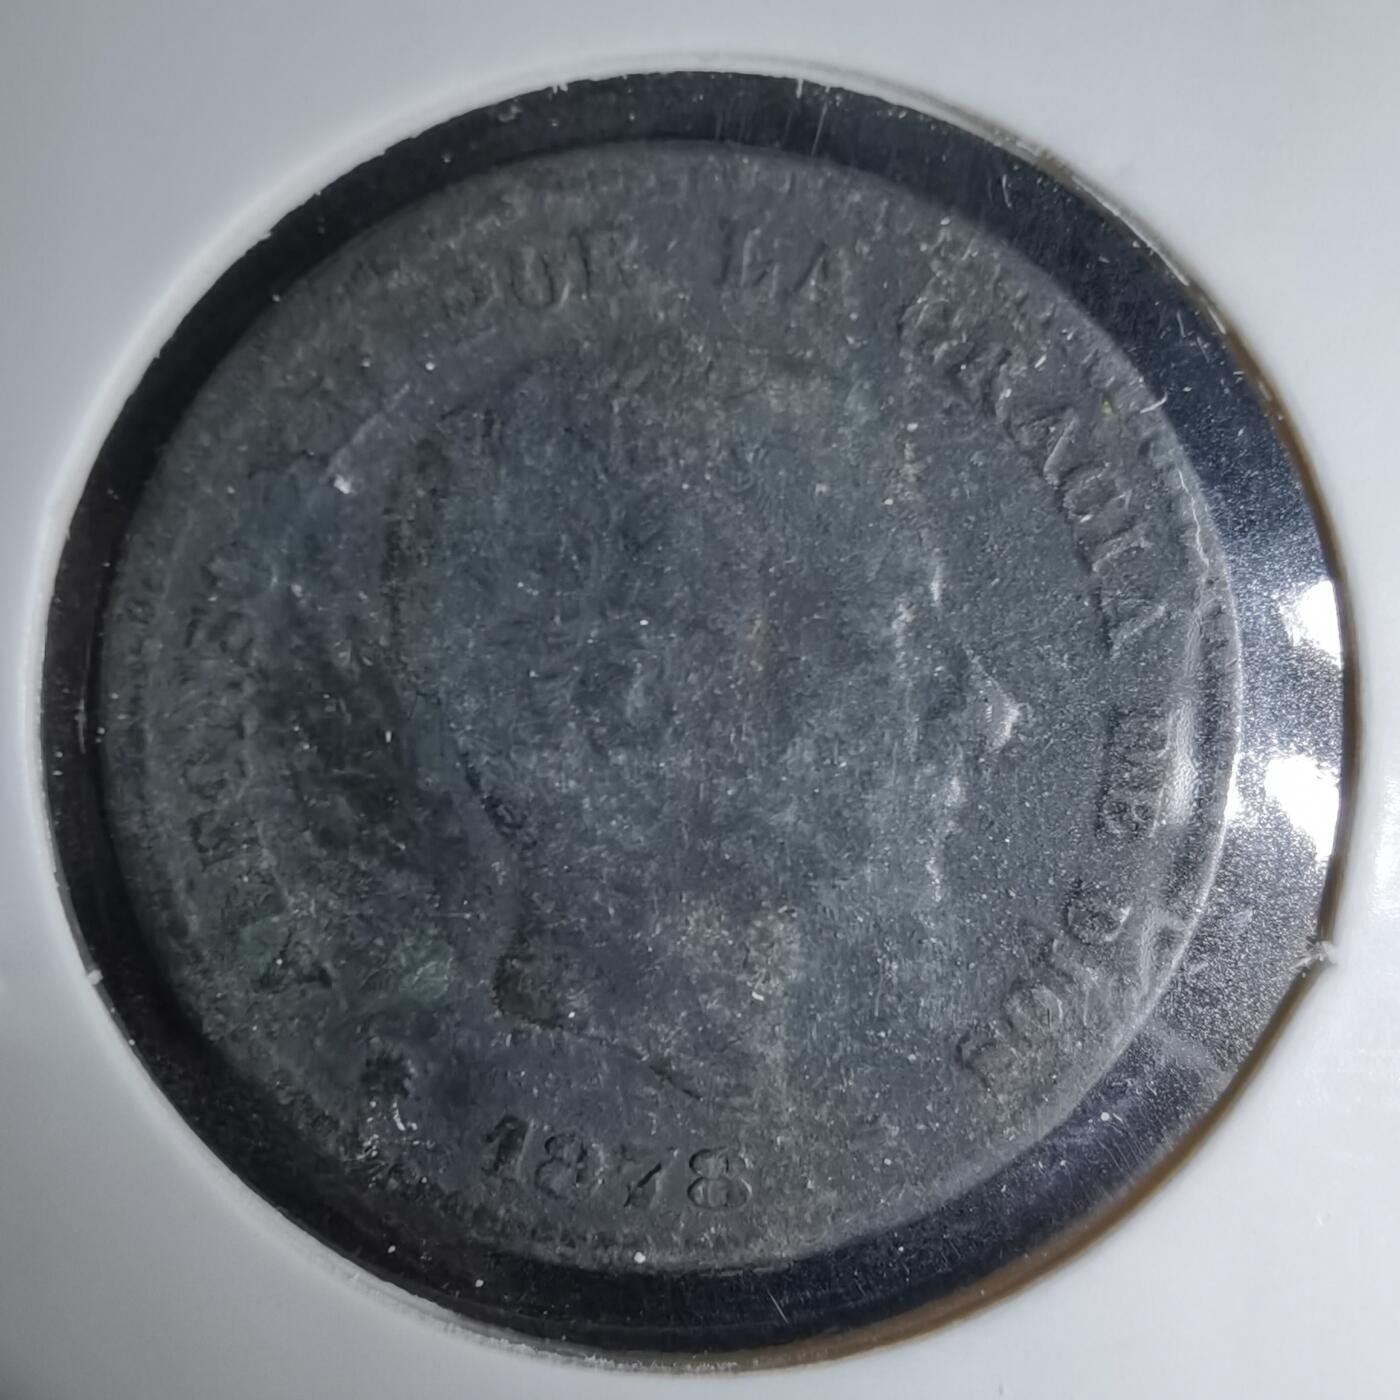 POR LA GRACIA DE DIOS
1878